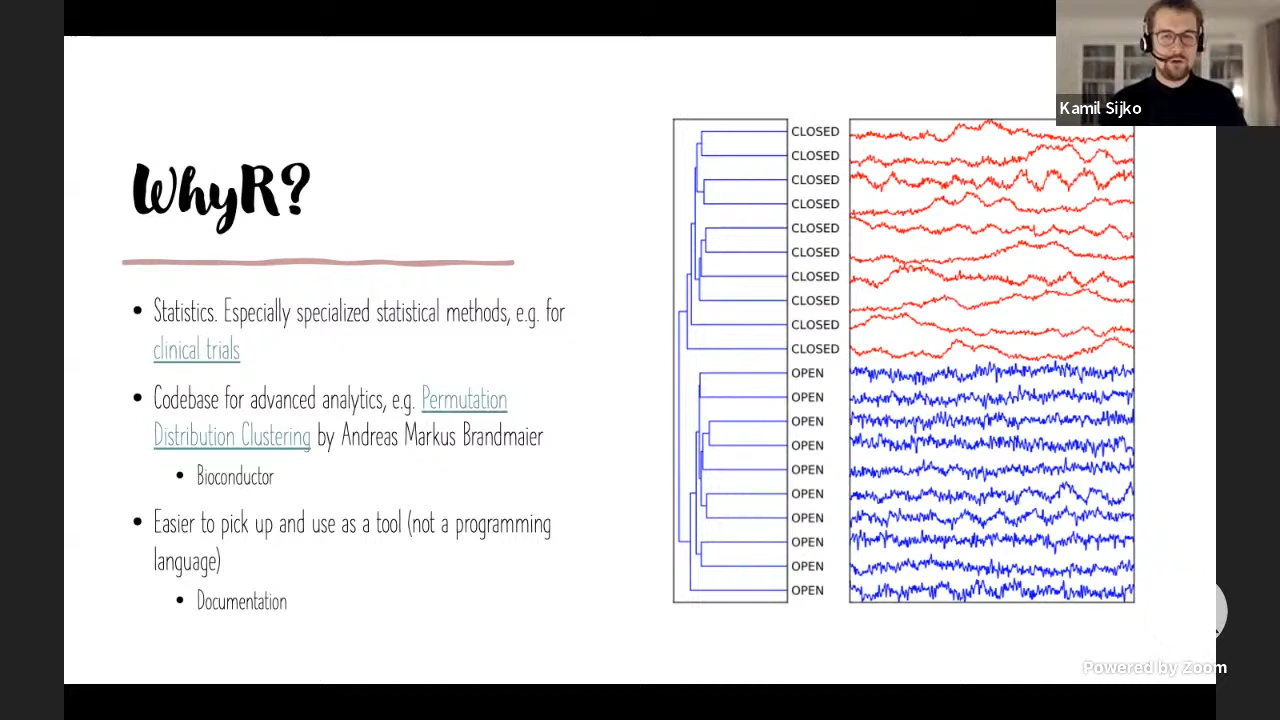 Kamil Sijko
WhyR?
• Statistics. Especially specialized statistical methods, e.g. for
clinical trials
• Codebase for advanced analytics, e.g. Permutation
Distribution Clustering by Andreas Markus Brandmaier
• Bioconductor
• Easier to pick up and use as a tool (not a programming
language)
• Documentation
CLOSED
CLOSED
CLOSED
CLOSED
CLOSED
CLOSED
CLOSED
CLOSED
CLOSED
CLOSED
OPEN
OPEN
OPEN
OPEN
OPEN
OPEN
OPEN
OPEN
OPEN
OPEN
Powered by Zoom